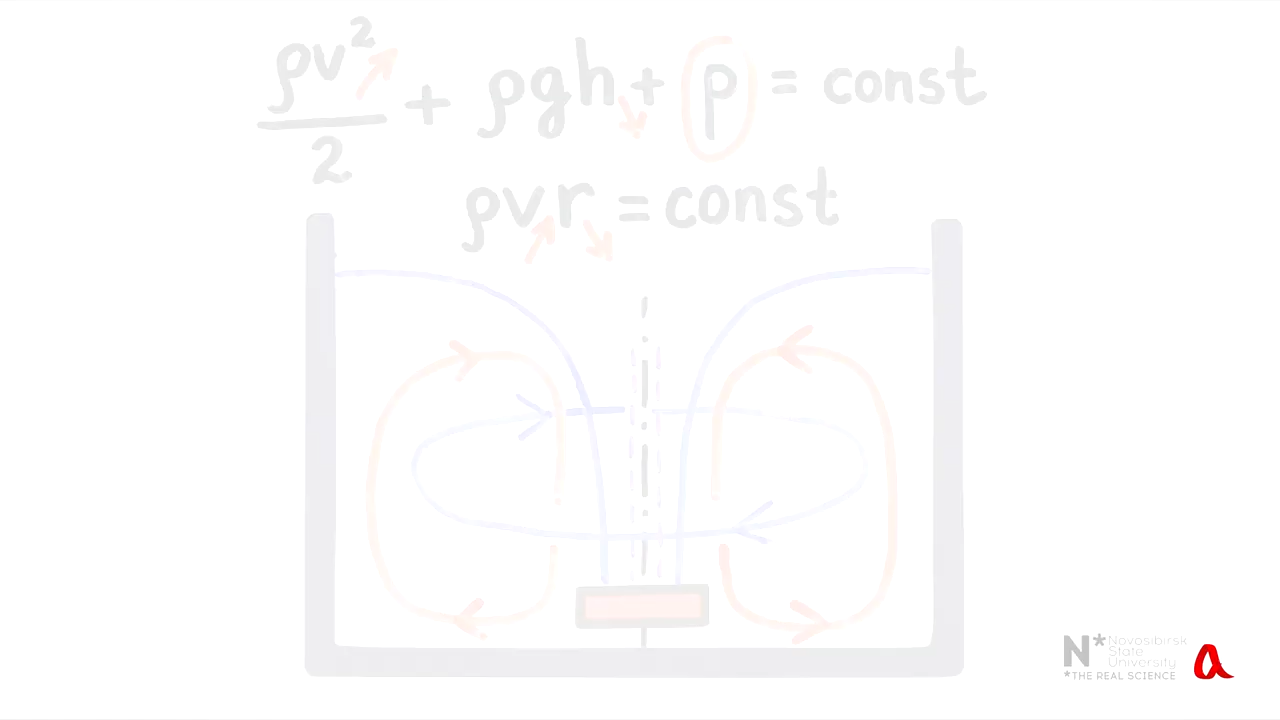 ρv²/2 + ρgh + p = const
ρvr = const
N* Novosibirsk
State
University
*THE REAL SCIENCE
a